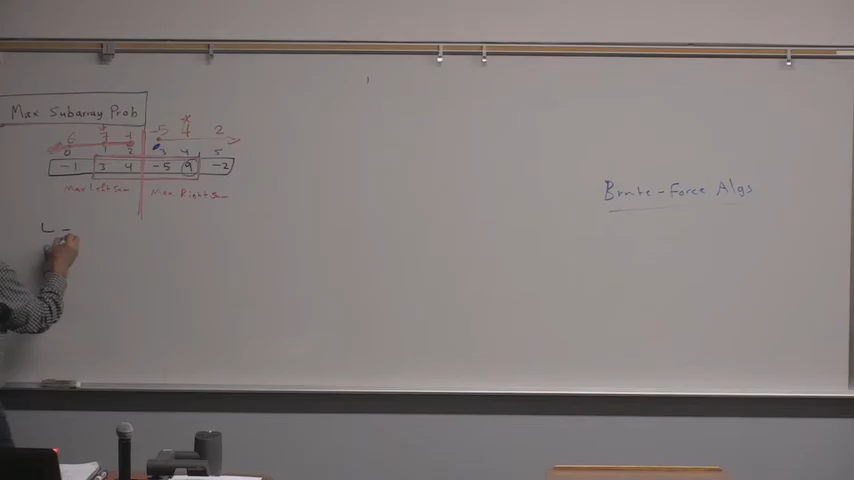 Max Subarray Prob
6 7 4 -5 4 2
0 1 2 3 4 5
-1 3 4 -5 9 -2
Max Left Sum Max Right Sum
L -
Brute-Force Algs